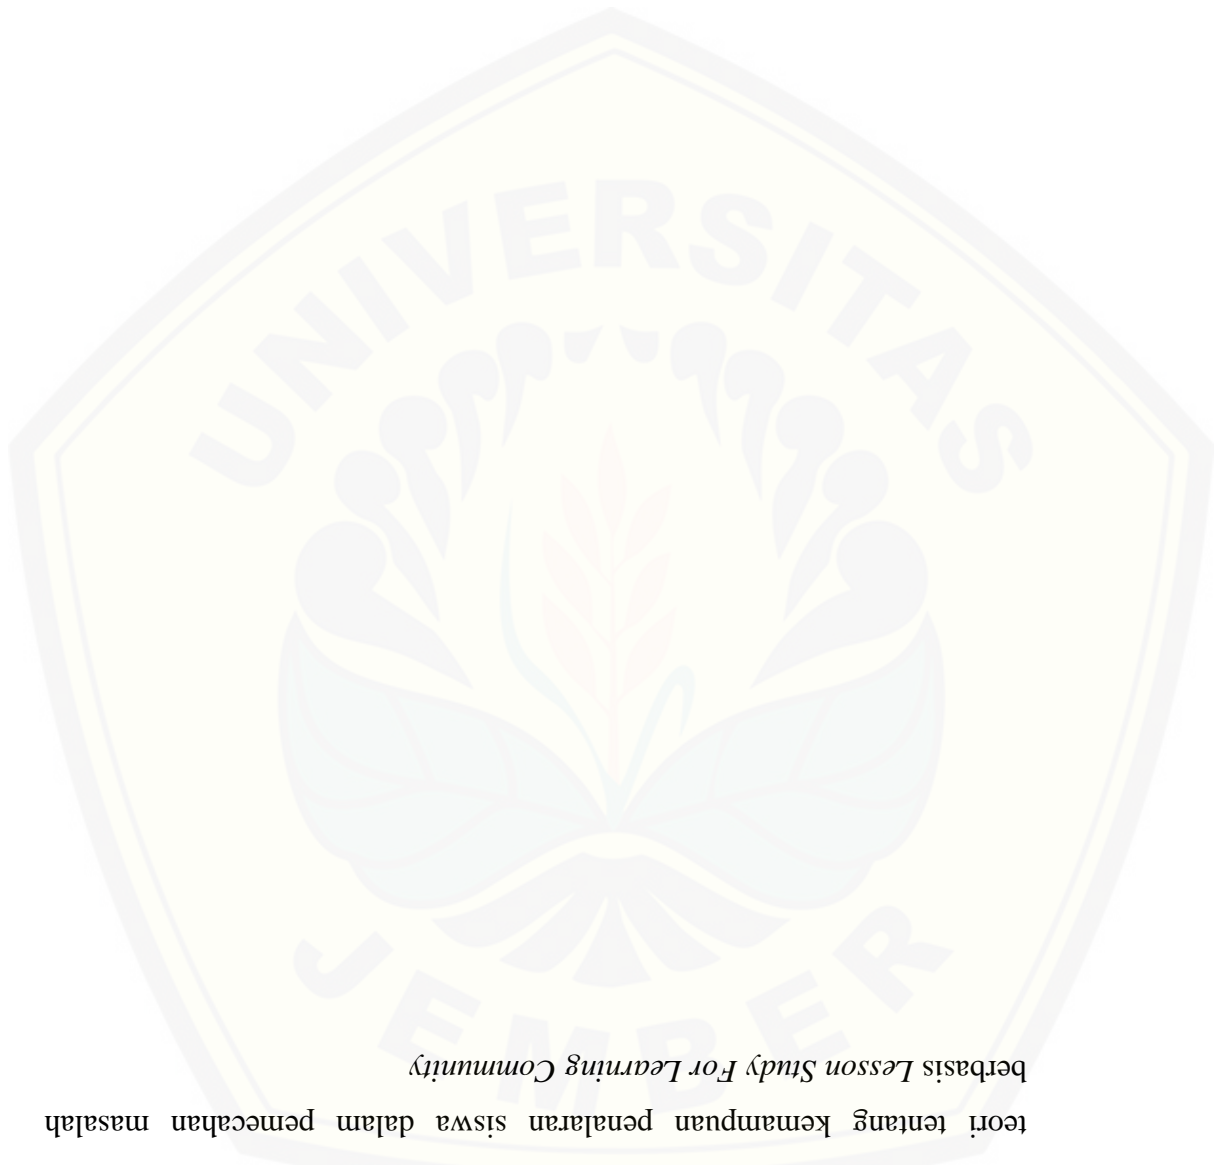 teori tentang kemampuan penalaran siswa dalam pemecahan masalah
berbasis Lesson Study For Learning Community
UNIVERSITAS
JEMBER